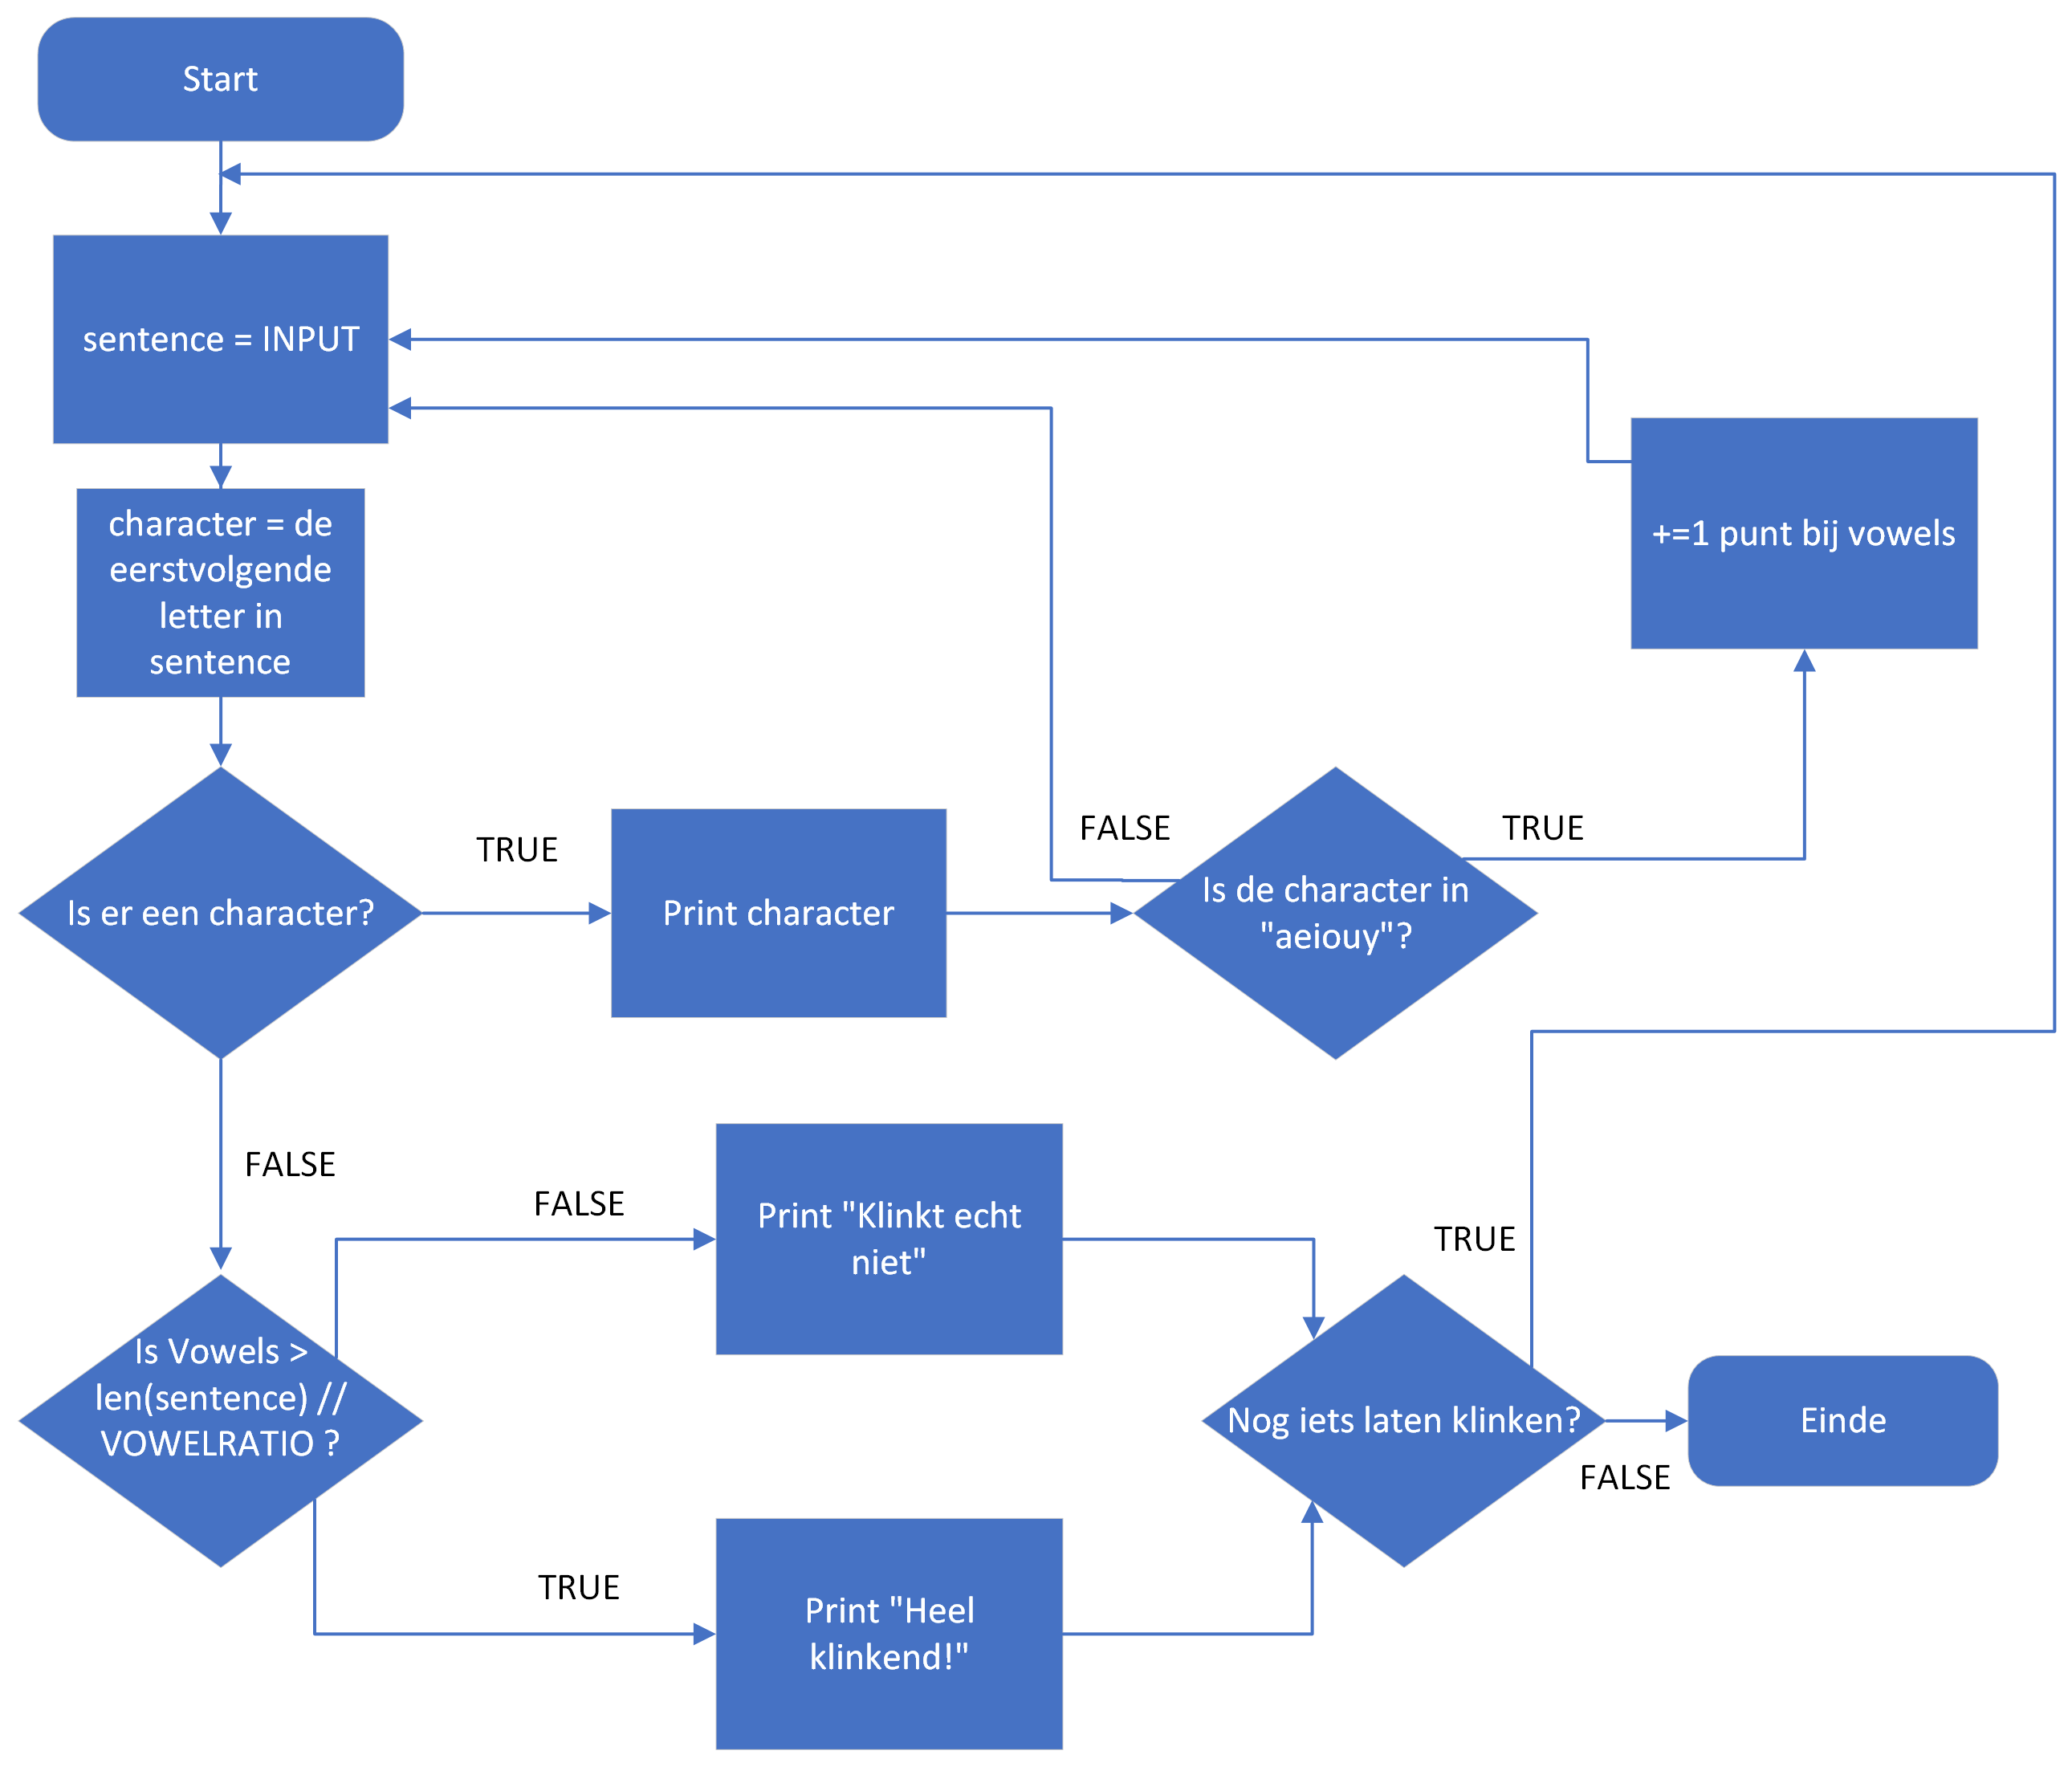 Start
sentence = INPUT
character = de
eerstvolgende
letter in
sentence
+=1 punt bij vowels
Is er een character?
TRUE
Print character
FALSE
Is de character in
"aeiouy"?
TRUE
FALSE
Is Vowels >
len(sentence) //
VOWELRATIO ?
FALSE
Print "Klinkt echt
niet"
TRUE
Print "Heel
klinkend!"
Nog iets laten klinken?
TRUE
FALSE
Einde